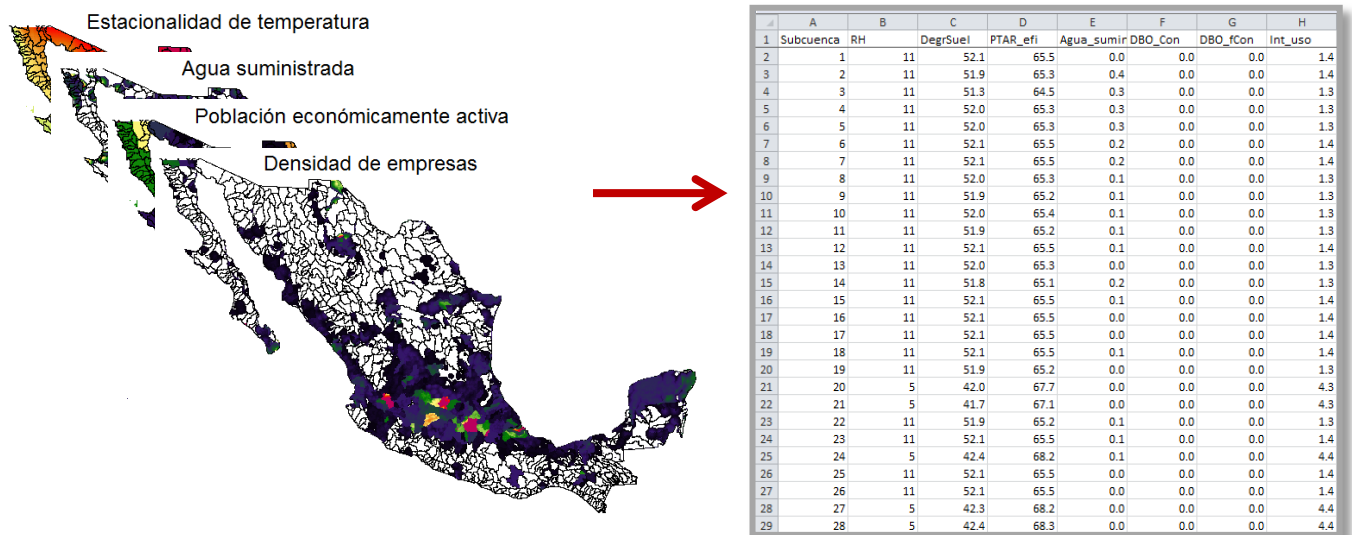 Estacionalidad de temperatura
Agua suministrada
Población económicamente activa
Densidad de empresas
A B C D E F G H
1 Subcuenca RH DegrSuel PTAR_efi Agua_sumin DBO_Con DBO_fCon Int_uso
2 1 11 52.1 65.5 0.0 0.0 0.0 1.4
3 2 11 51.9 65.3 0.4 0.0 0.0 1.4
4 3 11 51.3 64.5 0.3 0.0 0.0 1.3
5 4 11 52.0 65.3 0.3 0.0 0.0 1.3
6 5 11 52.0 65.3 0.3 0.0 0.0 1.3
7 6 11 52.1 65.5 0.2 0.0 0.0 1.4
8 7 11 52.1 65.5 0.2 0.0 0.0 1.4
9 8 11 52.0 65.3 0.1 0.0 0.0 1.3
10 9 11 51.9 65.2 0.1 0.0 0.0 1.3
11 10 11 52.0 65.4 0.1 0.0 0.0 1.3
12 11 11 51.9 65.2 0.1 0.0 0.0 1.3
13 12 11 52.1 65.5 0.1 0.0 0.0 1.4
14 13 11 52.0 65.3 0.0 0.0 0.0 1.3
15 14 11 51.8 65.1 0.2 0.0 0.0 1.3
16 15 11 52.1 65.5 0.1 0.0 0.0 1.4
17 16 11 52.1 65.5 0.0 0.0 0.0 1.4
18 17 11 52.1 65.5 0.0 0.0 0.0 1.4
19 18 11 52.1 65.5 0.1 0.0 0.0 1.4
20 19 11 51.9 65.2 0.0 0.0 0.0 1.3
21 20 5 42.0 67.7 0.0 0.0 0.0 4.3
22 21 5 41.7 67.1 0.0 0.0 0.0 4.3
23 22 11 51.9 65.2 0.1 0.0 0.0 1.3
24 23 11 52.1 65.5 0.1 0.0 0.0 1.4
25 24 5 42.4 68.2 0.1 0.0 0.0 4.4
26 25 11 52.1 65.5 0.0 0.0 0.0 1.4
27 26 11 52.1 65.5 0.0 0.0 0.0 1.4
28 27 5 42.3 68.2 0.0 0.0 0.0 4.4
29 28 5 42.4 68.3 0.0 0.0 0.0 4.4